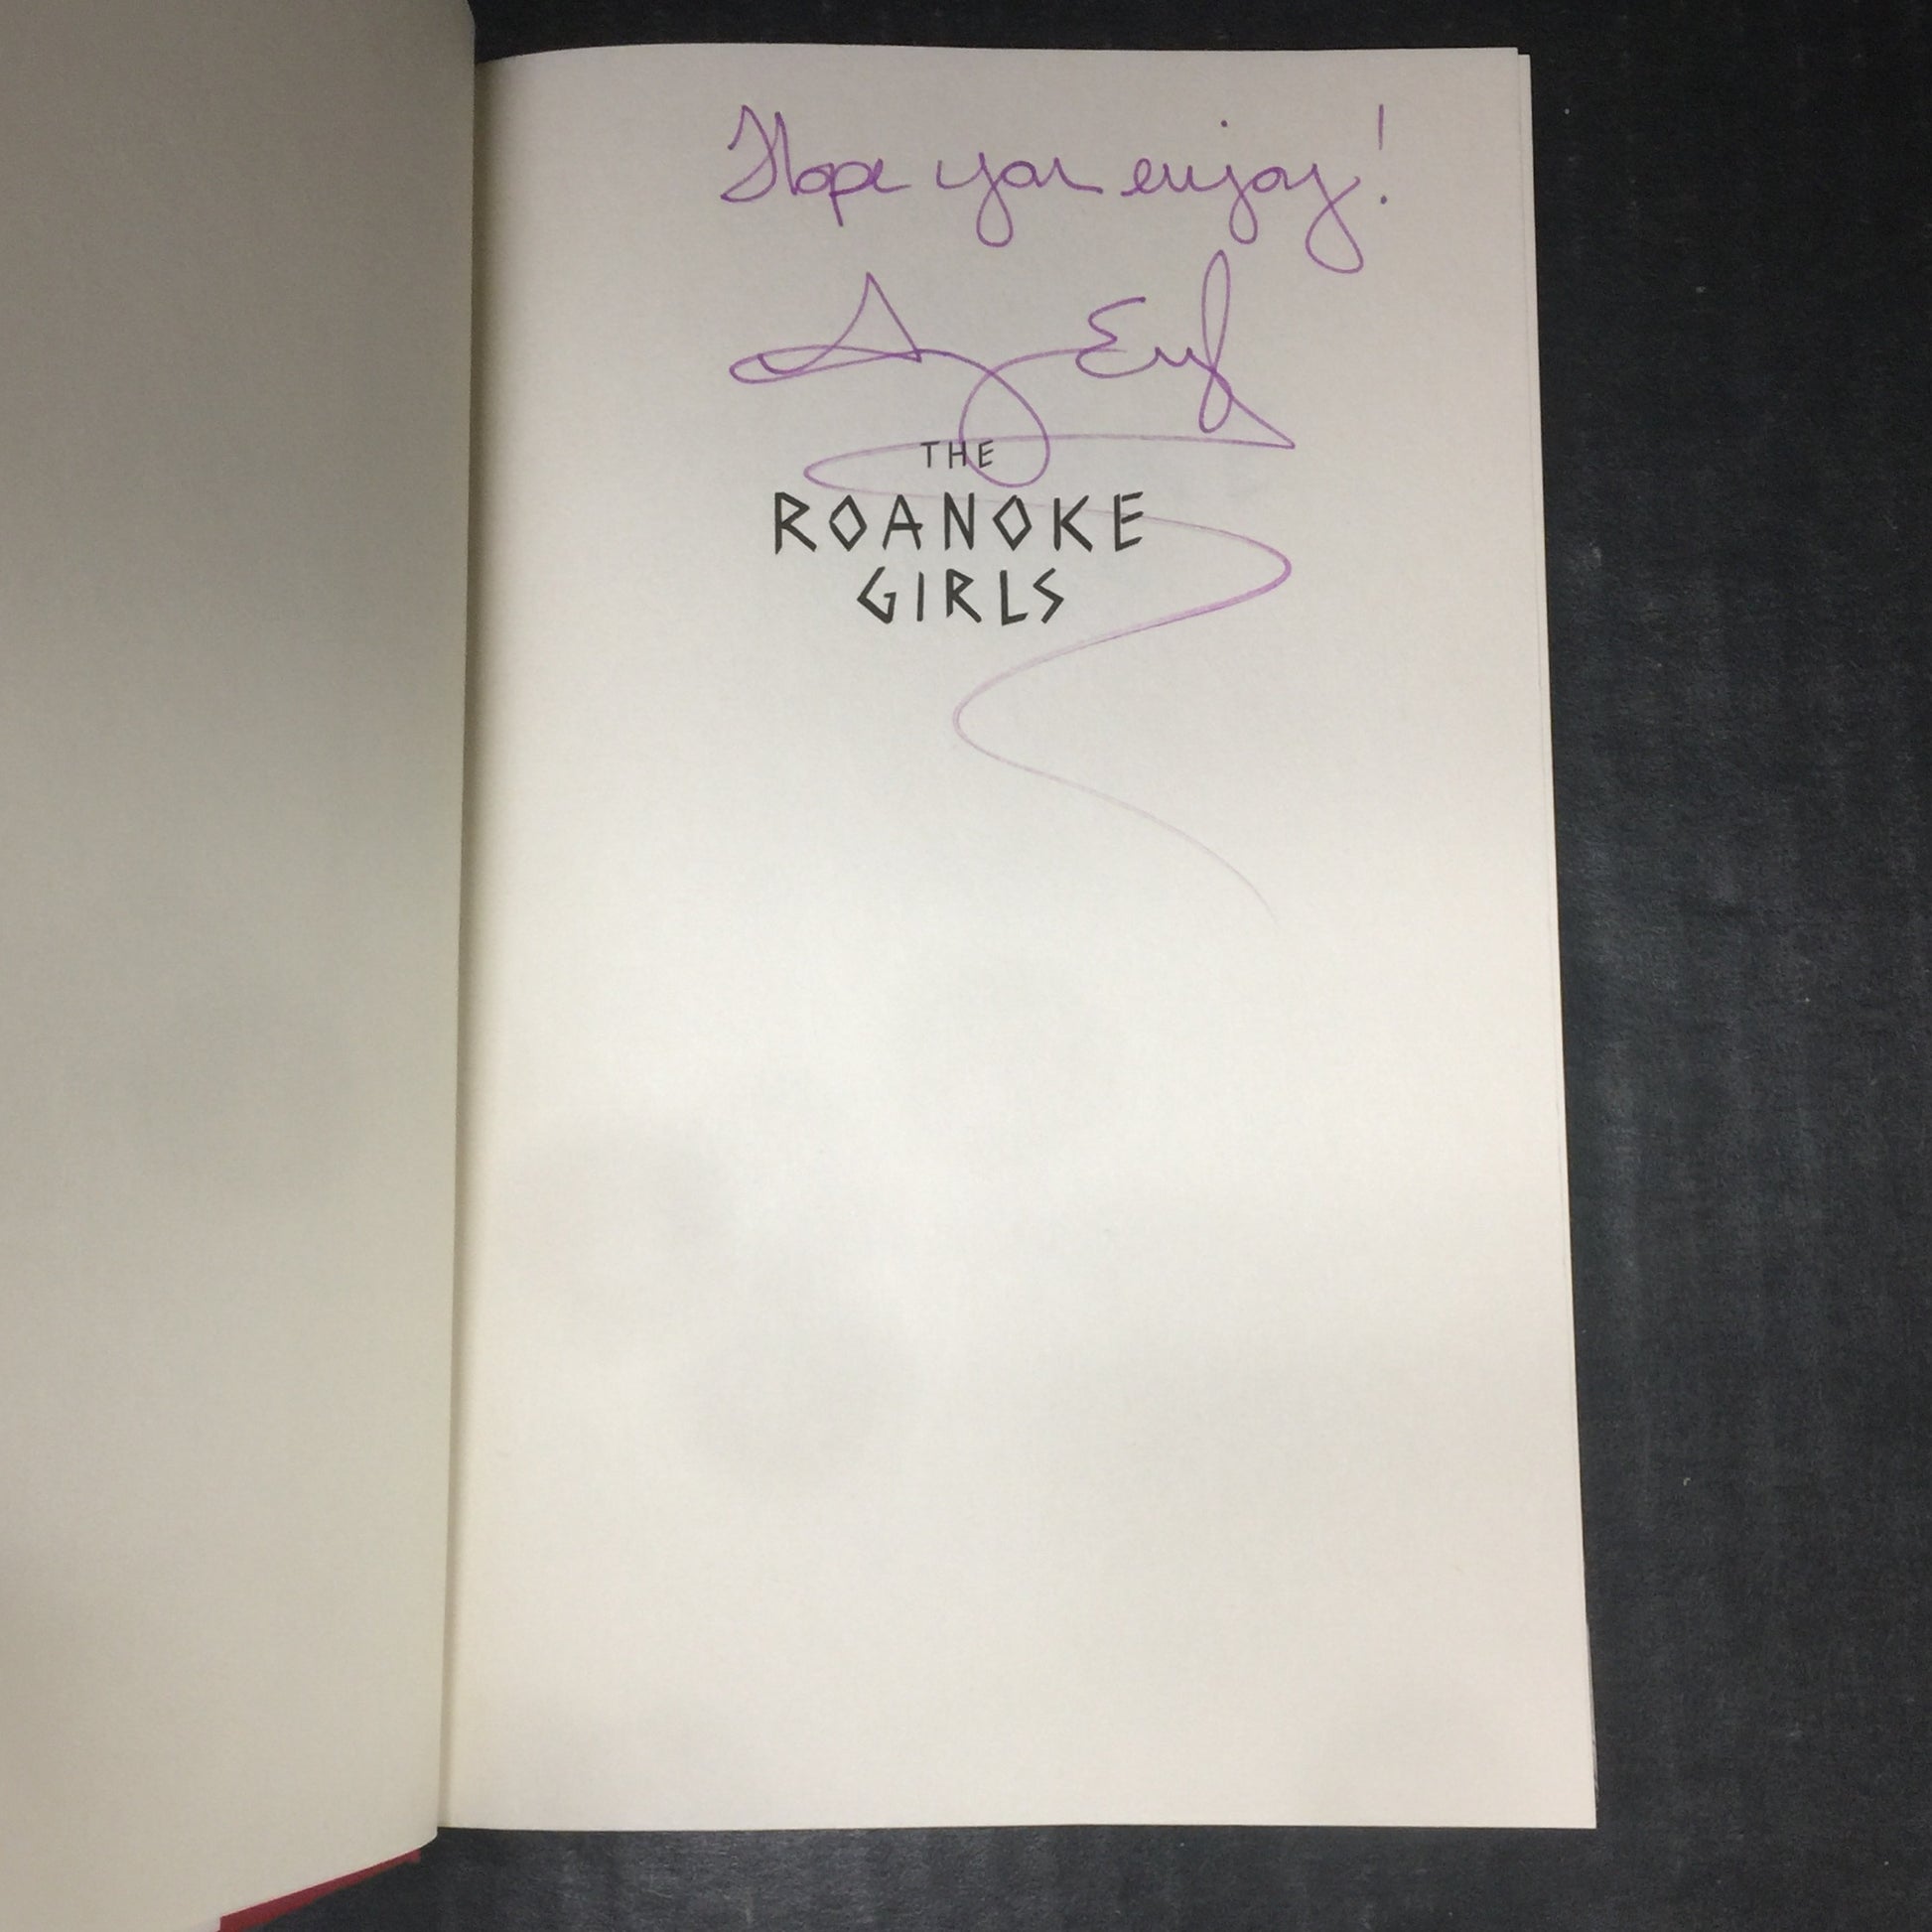 Hope you enjoy!
THE
ROANOKE
GIRLS